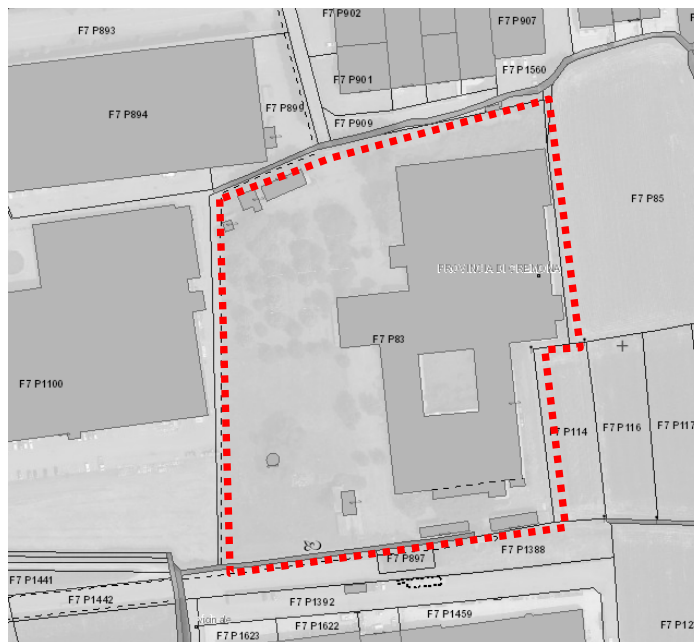 F7 P893
F7 P902
F7 P907
F7 P901
F7 P1560
F7 P899
F7 P894
F7 P909
F7 P85
PROVINCIA DI CREMONA
F7 P83
F7 P1100
F7 P114
F7 P116
F7 P117
F7 P897
F7 P1388
F7 P1441
F7 P1442
F7 P1392
F7 P1459
F7 P1622
F7 P1623